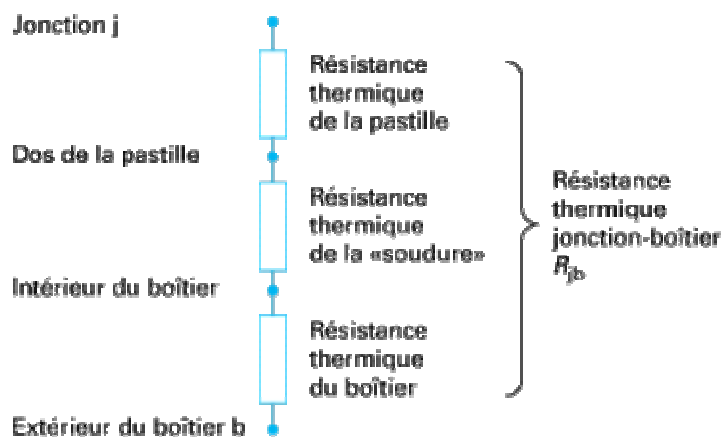 Jonction j
Résistance
thermique
de la pastille
Dos de la pastille
Résistance
thermique
de la «soudure»
Intérieur du boîtier
Résistance
thermique
du boîtier
Extérieur du boîtier b
Résistance
thermique
jonction-boîtier
Rjb